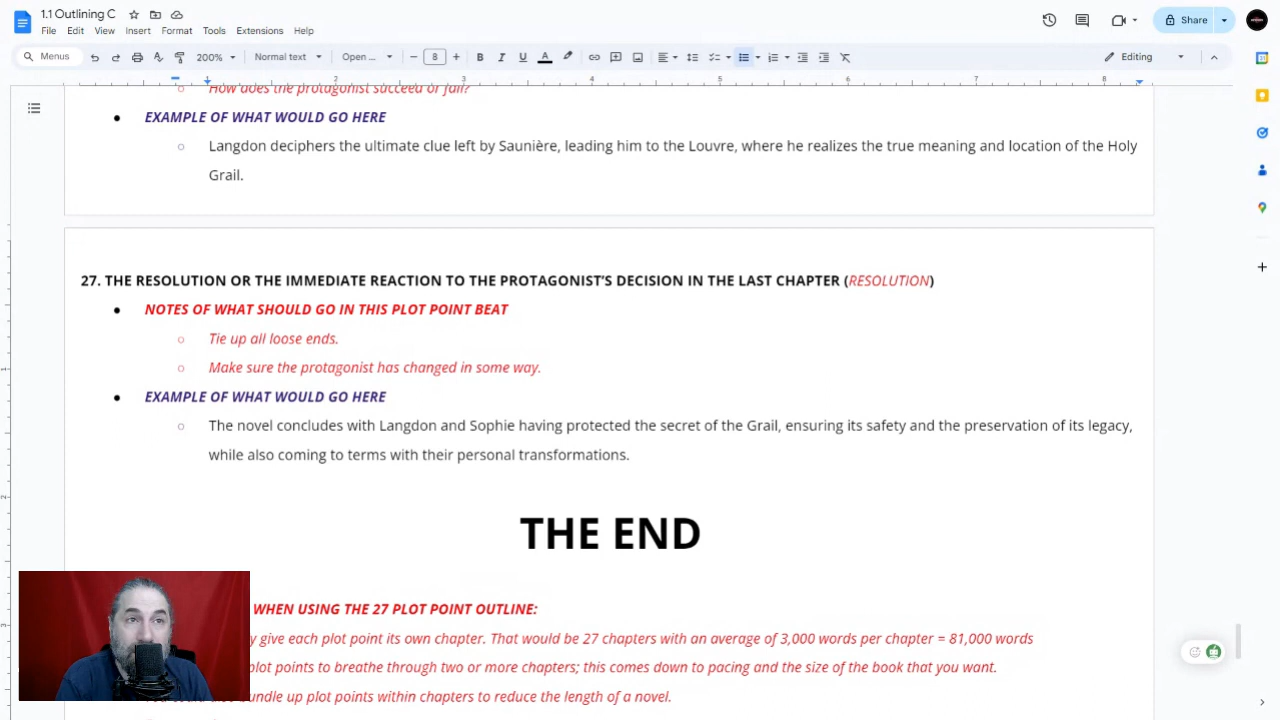 1.1 Outlining C
File Edit View Insert Format Tools Extensions Help
Share
Menus 200% Normal text Open ... 8 B I U A Editing
2 3 4 5 6 7 8
How does the protagonist succeed or fail?
EXAMPLE OF WHAT WOULD GO HERE
Langdon deciphers the ultimate clue left by Saunière, leading him to the Louvre, where he realizes the true meaning and location of the Holy
Grail.
27. THE RESOLUTION OR THE IMMEDIATE REACTION TO THE PROTAGONIST'S DECISION IN THE LAST CHAPTER (RESOLUTION)
NOTES OF WHAT SHOULD GO IN THIS PLOT POINT BEAT
Tie up all loose ends.
Make sure the protagonist has changed in some way.
EXAMPLE OF WHAT WOULD GO HERE
The novel concludes with Langdon and Sophie having protected the secret of the Grail, ensuring its safety and the preservation of its legacy,
while also coming to terms with their personal transformations.
THE END
WHEN USING THE 27 PLOT POINT OUTLINE:
give each plot point its own chapter. That would be 27 chapters with an average of 3,000 words per chapter = 81,000 words
plot points to breathe through two or more chapters; this comes down to pacing and the size of the book that you want.
bundle up plot points within chapters to reduce the length of a novel.